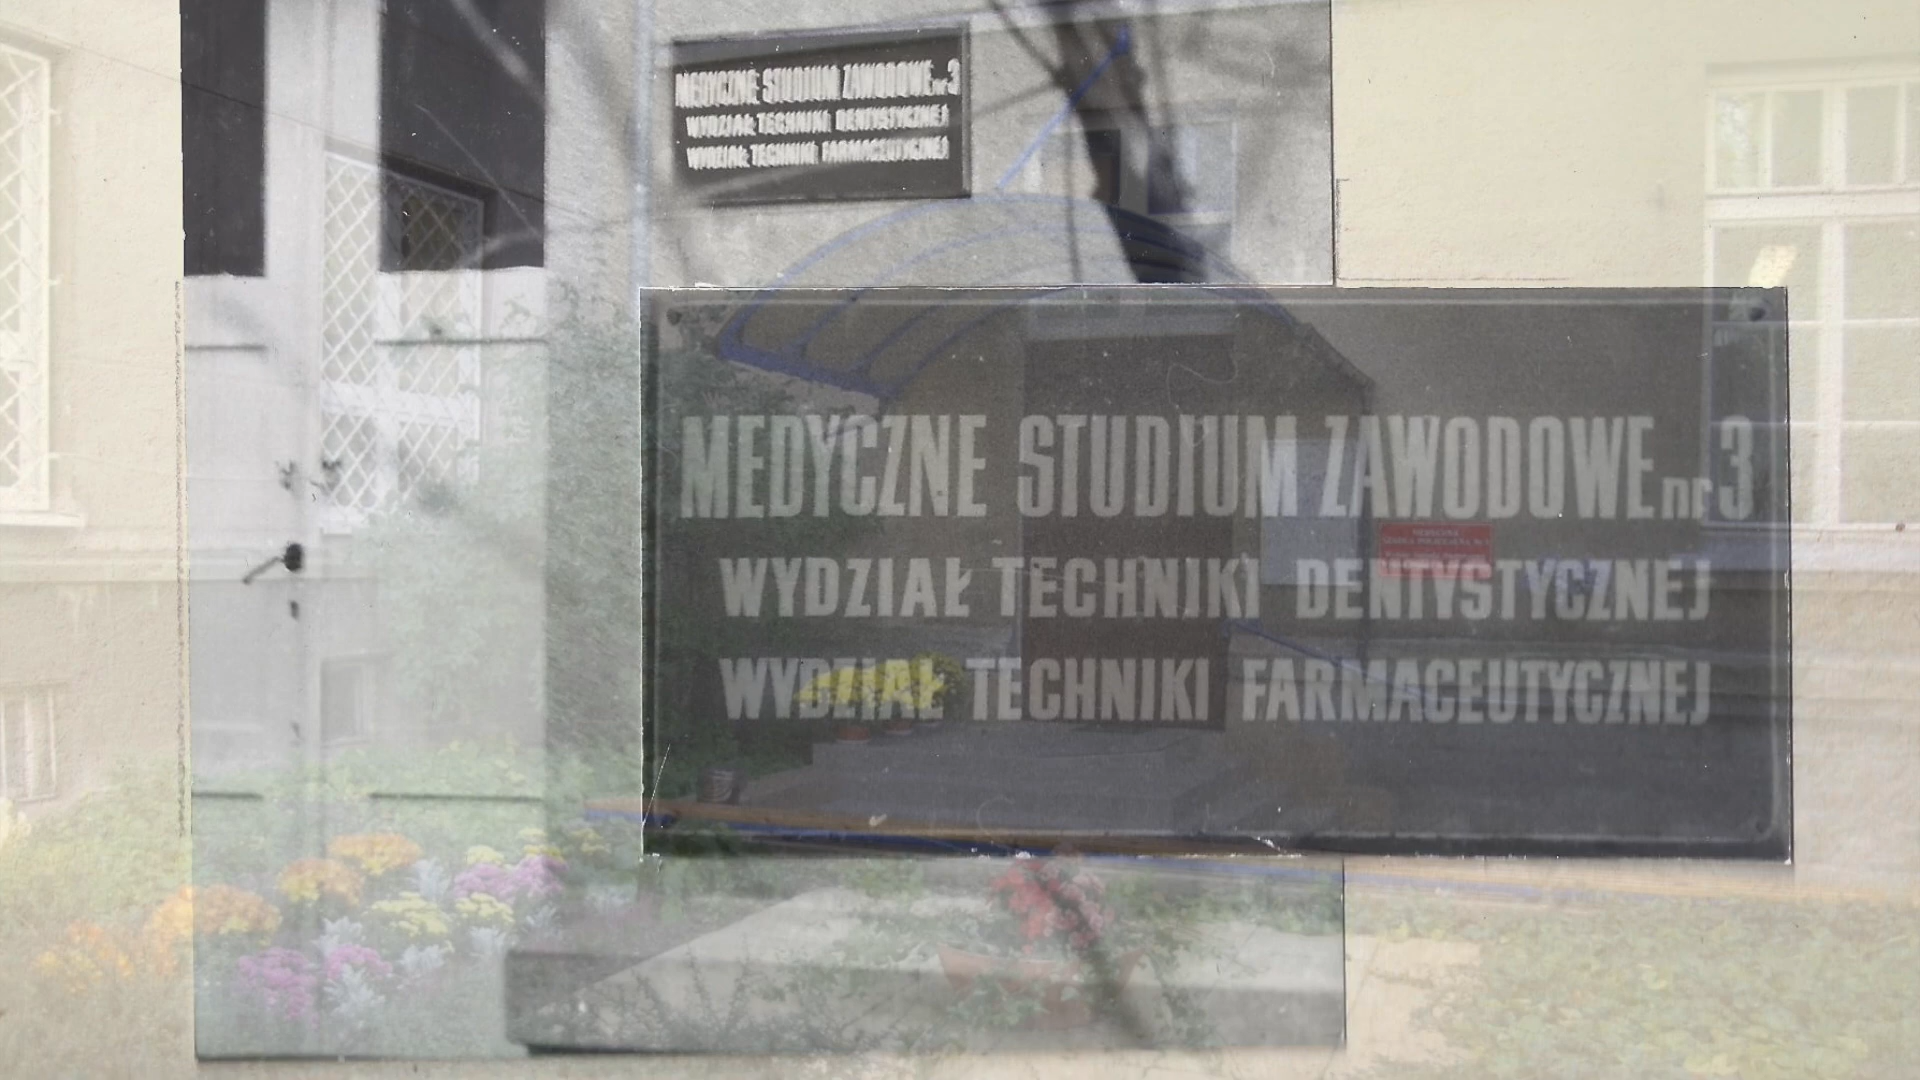 MEDYCZNE STUDIUM ZAWODOWE nr 3
WYDZIAŁ TECHNIKI DENTYSTYCZNEJ
WYDZIAŁ TECHNIKI FARMACEUTYCZNEJ
MEDYCZNE STUDIUM ZAWODOWE nr 3
WYDZIAŁ TECHNIKI DENTYSTYCZNEJ
WYDZIAŁ TECHNIKI FARMACEUTYCZNEJ